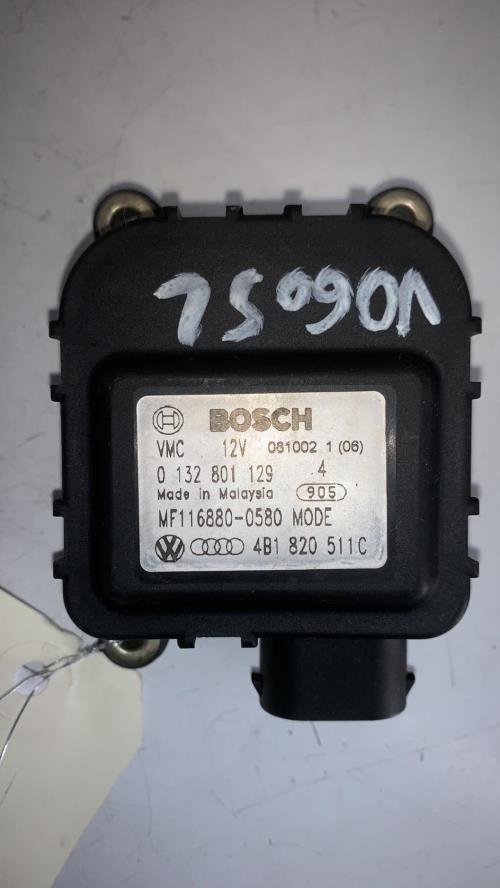 BOSCH
VMC 12V 081002 1 (06)
0 132 801 129 4
Made in Malaysia 905
MF116880-0580 MODE
4B1 820 511C